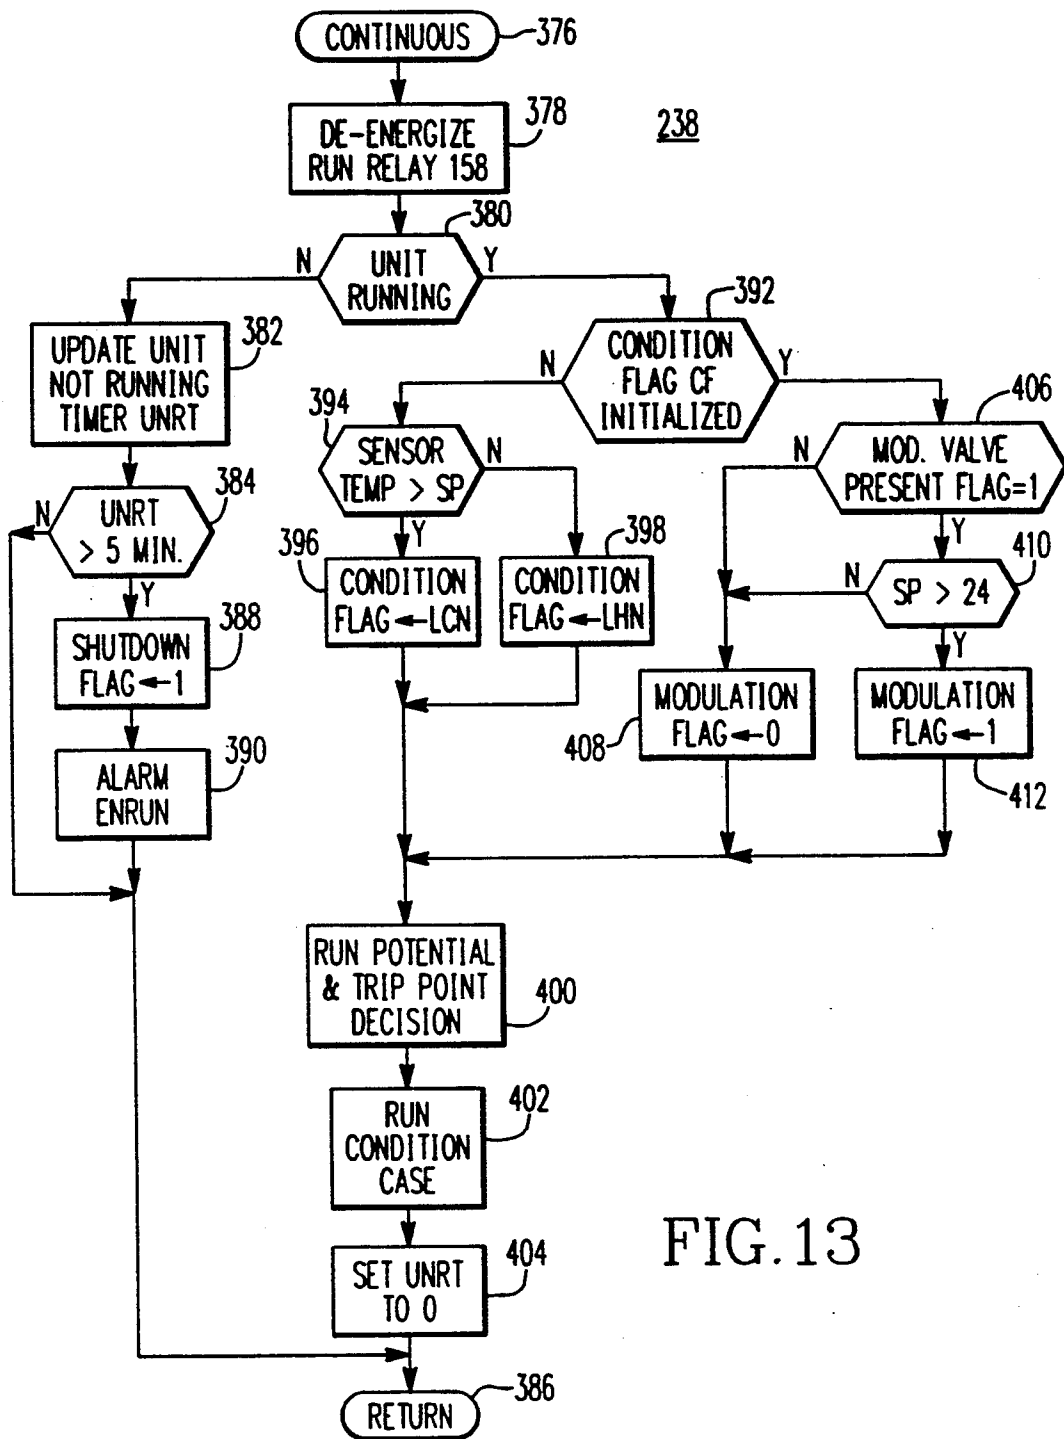 CONTINUOUS
376
DE-ENERGIZE
RUN RELAY 158
378
238
380
UNIT
RUNNING
N
Y
382
UPDATE UNIT
NOT RUNNING
TIMER UNRT
392
CONDITION
FLAG CF
INITIALIZED
N
Y
394
SENSOR
TEMP > SP
N
Y
406
MOD. VALVE
PRESENT FLAG=1
N
Y
384
UNRT
> 5 MIN.
N
Y
396
CONDITION
FLAG←LCN
398
CONDITION
FLAG←LHN
410
SP > 24
N
Y
388
SHUTDOWN
FLAG←1
408
MODULATION
FLAG←0
MODULATION
FLAG←1
412
390
ALARM
ENRUN
RUN POTENTIAL
& TRIP POINT
DECISION
400
402
RUN
CONDITION
CASE
404
SET UNRT
TO 0
FIG.13
386
RETURN